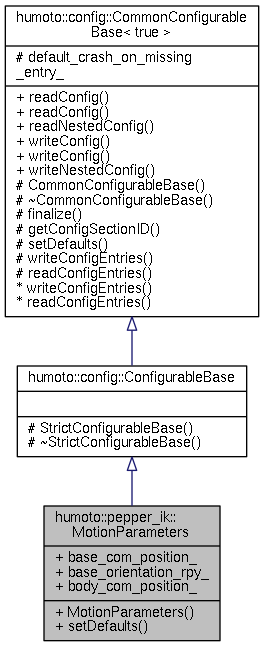 humoto::config::CommonConfigurable
Base< true >
# default_crash_on_missing
_entry_
+ readConfig()
+ readConfig()
+ readNestedConfig()
+ writeConfig()
+ writeConfig()
+ writeNestedConfig()
# CommonConfigurableBase()
# ~CommonConfigurableBase()
# finalize()
# getConfigSectionID()
# setDefaults()
# writeConfigEntries()
# readConfigEntries()
* writeConfigEntries()
* readConfigEntries()
humoto::config::ConfigurableBase
# StrictConfigurableBase()
# ~StrictConfigurableBase()
humoto::pepper_ik::
MotionParameters
+ base_com_position_
+ base_orientation_rpy_
+ body_com_position_
+ MotionParameters()
+ setDefaults()